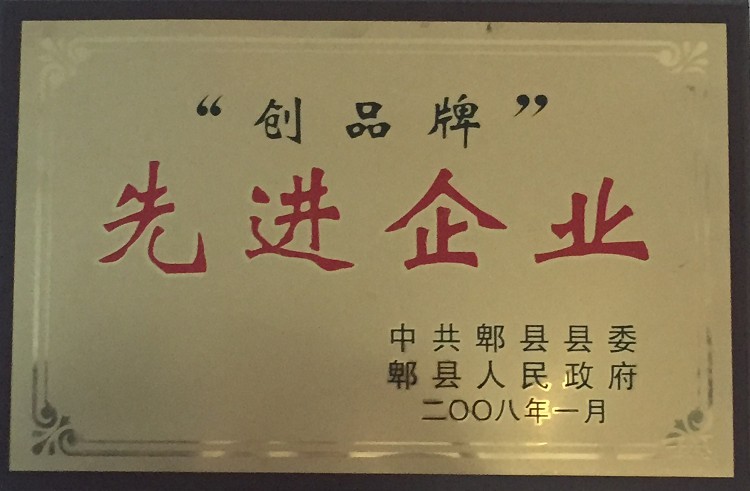 “创品牌”
先进企业
中共郫县县委
郫县人民政府
二〇〇八年一月